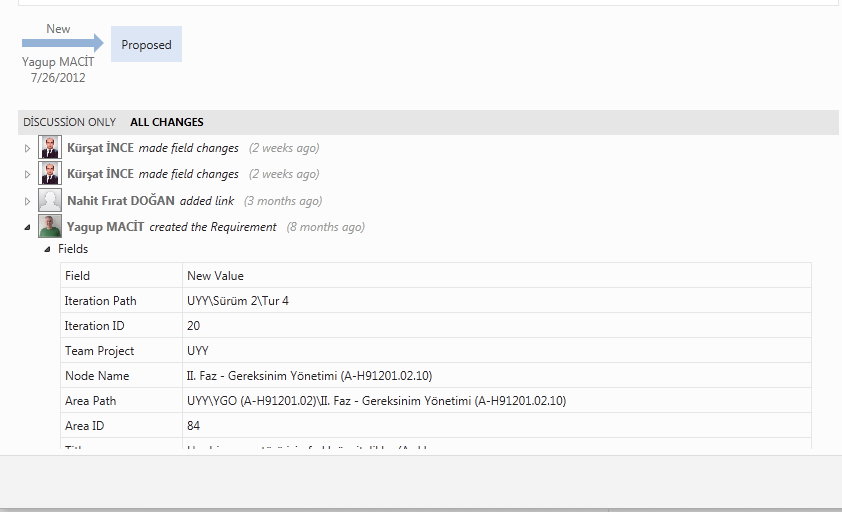 New
Proposed
Yagup MACİT
7/26/2012
DİSCUSSION ONLY ALL CHANGES
Kürşat İNCE made field changes (2 weeks ago)
Kürşat İNCE made field changes (2 weeks ago)
Nahit Fırat DOĞAN added link (3 months ago)
Yagup MACİT created the Requirement (8 months ago)
Fields
Field New Value
Iteration Path UYY\Sürüm 2\Tur 4
Iteration ID 20
Team Project UYY
Node Name II. Faz - Gereksinim Yönetimi (A-H91201.02.10)
Area Path UYY\YGO (A-H91201.02)\II. Faz - Gereksinim Yönetimi (A-H91201.02.10)
Area ID 84